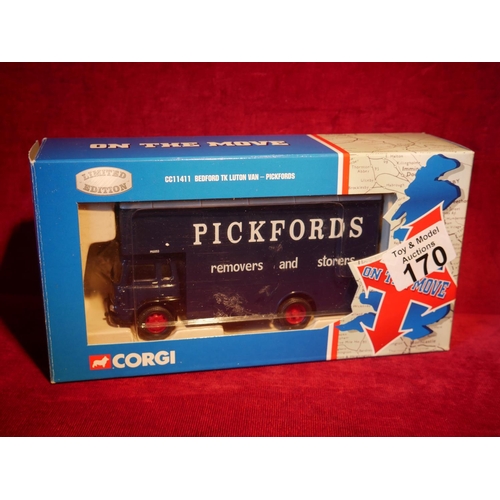 ON THE MOVE
LIMITED
EDITION
CC11411 BEDFORD TK LUTON VAN – PICKFORDS
PICKFORDS
removers and storers
Toy & Model
Auctions
170
ON THE MOVE
CORGI